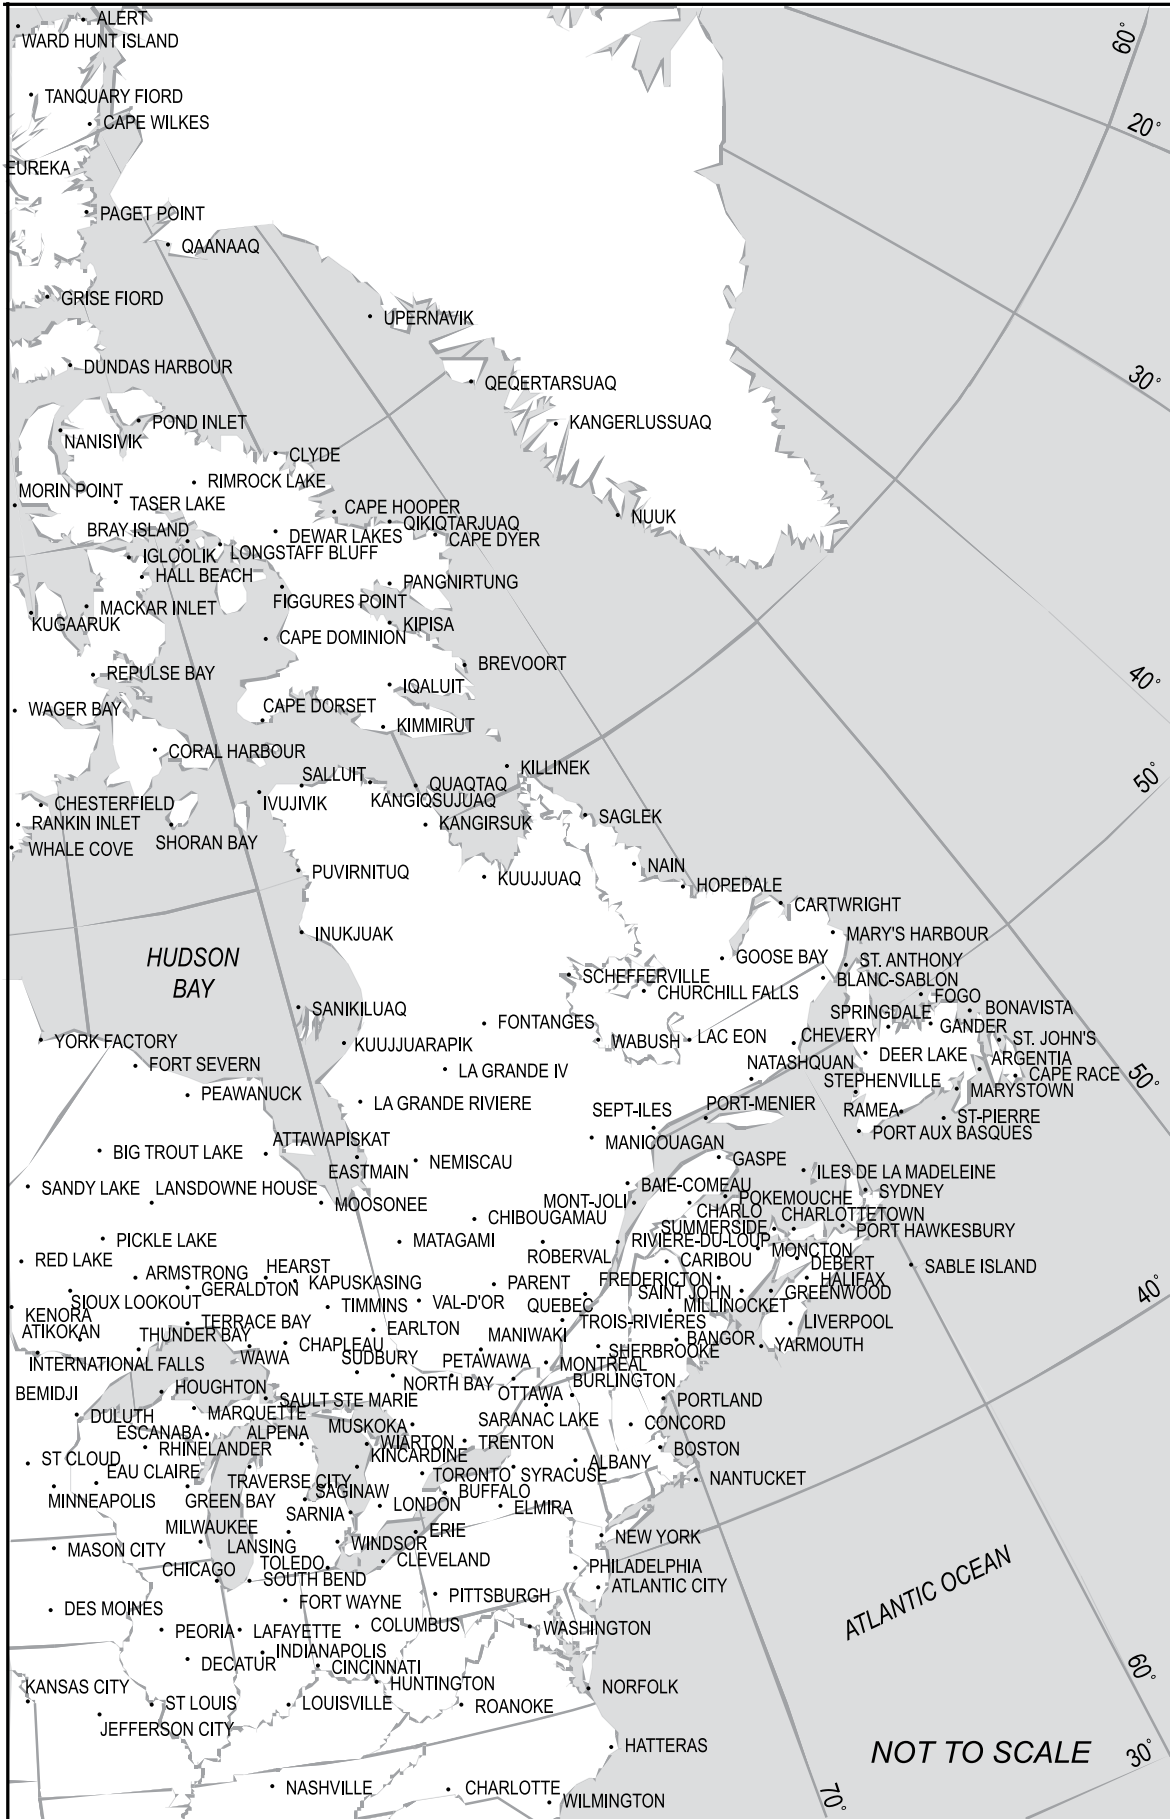 ALERT
WARD HUNT ISLAND
60°
TANQUARY FIORD
CAPE WILKES
20°
EUREKA
PAGET POINT
QAANAAQ
GRISE FIORD
UPERNAVIK
DUNDAS HARBOUR
30°
QEQERTARSUAQ
POND INLET
KANGERLUSSUAQ
NANISIVIK
CLYDE
RIMROCK LAKE
MORIN POINT
TASER LAKE
CAPE HOOPER
NUUK
QIKIQTARJUAQ
BRAY ISLAND
DEWAR LAKES
CAPE DYER
IGLOOLIK
LONGSTAFF BLUFF
HALL BEACH
PANGNIRTUNG
FIGGURES POINT
MACKAR INLET
KUGAARUK
KIPISA
CAPE DOMINION
BREVOORT
REPULSE BAY
40°
IQALUIT
WAGER BAY
CAPE DORSET
KIMMIRUT
CORAL HARBOUR
KILLINEK
SALLUIT
50°
QUAQTAQ
CHESTERFIELD
IVUJIVIK
KANGIQSUJUAQ
SAGLEK
RANKIN INLET
KANGIRSUK
SHORAN BAY
WHALE COVE
NAIN
PUVIRNITUQ
KUUJJUAQ
HOPEDALE
CARTWRIGHT
INUKJUAK
MARY'S HARBOUR
HUDSON
BAY
GOOSE BAY
ST. ANTHONY
SCHEFFERVILLE
BLANC-SABLON
CHURCHILL FALLS
FOGO
SANIKILUAQ
SPRINGDALE
BONAVISTA
FONTANGES
GANDER
YORK FACTORY
KUUJJUARAPIK
WABUSH
LAC EON
CHEVERY
ST. JOHN'S
DEER LAKE
ARGENTIA
FORT SEVERN
LA GRANDE IV
NATASHQUAN
CAPE RACE
50°
STEPHENVILLE
MARYSTOWN
PEAWANUCK
LA GRANDE RIVIERE
SEPT-ILES
PORT-MENIER
RAMEA
ST-PIERRE
ATTAWAPISKAT
MANICOUAGAN
PORT AUX BASQUES
BIG TROUT LAKE
EASTMAIN
NEMISCAU
GASPE
ILES DE LA MADELEINE
SANDY LAKE
LANSDOWNE HOUSE
BAIE-COMEAU
SYDNEY
MOOSONEE
MONT-JOLI
POKEMOUCHE
CHARLO
CHARLOTTETOWN
CHIBOUGAMAU
SUMMERSIDE
PORT HAWKESBURY
PICKLE LAKE
MATAGAMI
RIVIERE-DU-LOUP
MONCTON
ROBERVAL
RED LAKE
CARIBOU
DEBERT
SABLE ISLAND
ARMSTRONG
HEARST
KAPUSKASING
PARENT
FREDERICTON
HALIFAX
40°
GERALDTON
SAINT JOHN
GREENWOOD
SIOUX LOOKOUT
TIMMINS
VAL-D'OR
QUEBEC
MILLINOCKET
KENORA
TERRACE BAY
TROIS-RIVIERES
LIVERPOOL
ATIKOKAN
THUNDER BAY
EARLTON
MANIWAKI
BANGOR
YARMOUTH
CHAPLEAU
SHERBROOKE
INTERNATIONAL FALLS
WAWA
SUDBURY
PETAWAWA
MONTREAL
NORTH BAY
BURLINGTON
BEMIDJI
HOUGHTON
SAULT STE MARIE
OTTAWA
PORTLAND
DULUTH
MARQUETTE
SARANAC LAKE
CONCORD
ESCANABA
ALPENA
MUSKOKA
RHINELANDER
WIARTON
TRENTON
BOSTON
ST CLOUD
KINCARDINE
ALBANY
EAU CLAIRE
TRAVERSE CITY
TORONTO
SYRACUSE
NANTUCKET
MINNEAPOLIS
GREEN BAY
SAGINAW
BUFFALO
LONDON
ELMIRA
SARNIA
MILWAUKEE
ERIE
NEW YORK
MASON CITY
LANSING
WINDSOR
CHICAGO
TOLEDO
CLEVELAND
PHILADELPHIA
SOUTH BEND
ATLANTIC CITY
ATLANTIC OCEAN
DES MOINES
FORT WAYNE
PITTSBURGH
PEORIA
LAFAYETTE
COLUMBUS
WASHINGTON
INDIANAPOLIS
DECATUR
CINCINNATI
60°
KANSAS CITY
HUNTINGTON
NORFOLK
ST LOUIS
LOUISVILLE
ROANOKE
JEFFERSON CITY
HATTERAS
NOT TO SCALE
30°
NASHVILLE
CHARLOTTE
70°
WILMINGTON